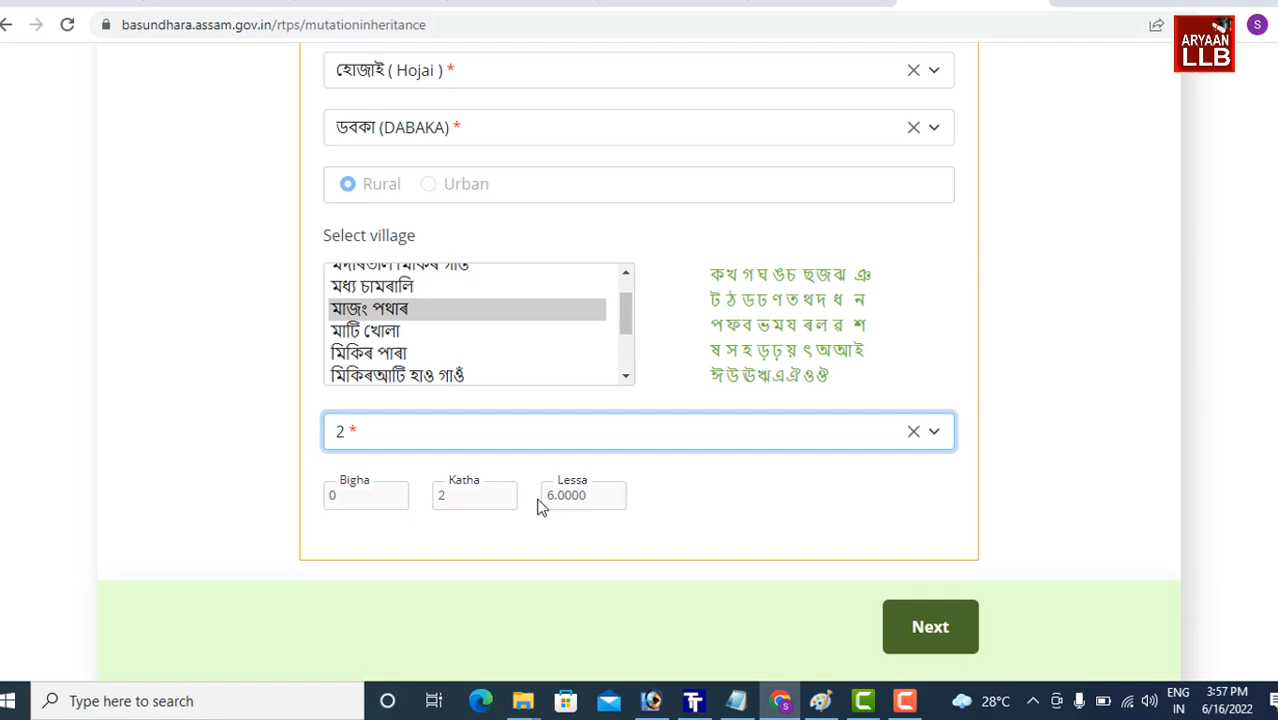 basundhara.assam.gov.in/rtps/mutationinheritance
S
ARYAAN
LLB
হোজাই ( Hojai ) *
ডবকা (DABAKA) *
Rural Urban
Select village
মধ্য চামৰালি
মাজং পথাৰ
মাটি খোলা
মিকিৰ পাৰা
মিকিৰআটি হাও গাওঁ
ক খ গ ঘ ঙ চ ছ জ ঝ ঞ
ট ঠ ড ঢ ণ ত থ দ ধ ন
প ফ ব ভ ম য ৰ ল ৱ শ
ষ স হ ড় ঢ় য় ৎ অ আ ই
ঈ উ ঊ ঋ এ ঐ ও ঔ
2 *
Bigha Katha Lessa
0 2 6.0000
Next
Type here to search
28°C
ENG
IN
3:57 PM
6/16/2022